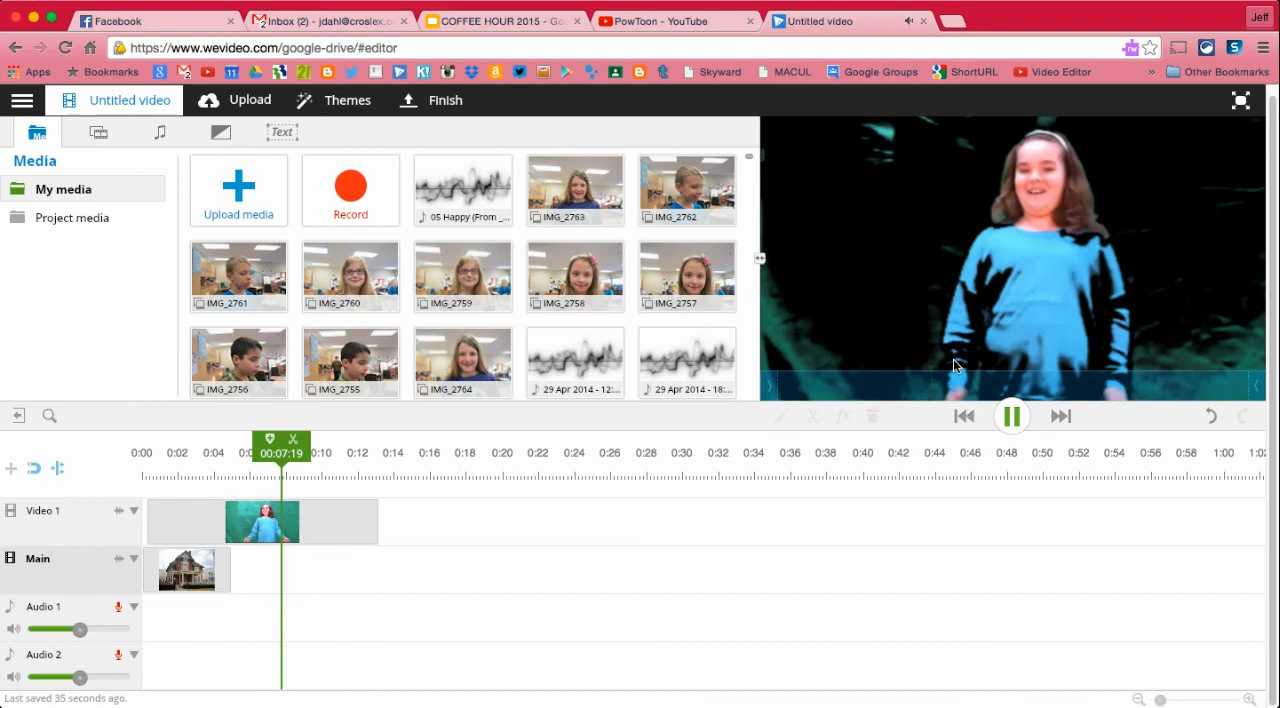 Facebook
Inbox (2) - jdahl@croslex.o
COFFEE HOUR 2015 - Go
PowToon - YouTube
Untitled video
Jeff
https://www.wevideo.com/google-drive/#editor
Apps
Bookmarks
Skyward
MACUL
Google Groups
ShortURL
Video Editor
»
Other Bookmarks
Untitled video
Upload
Themes
Finish
Text
Media
My media
Project media
Upload media
Record
05 Happy (From _...
IMG_2763
IMG_2762
IMG_2761
IMG_2760
IMG_2759
IMG_2758
IMG_2757
IMG_2756
IMG_2755
IMG_2764
29 Apr 2014 - 12:...
29 Apr 2014 - 18:...
00:07:19
0:00 0:02 0:04 0:10 0:12 0:14 0:16 0:18 0:20 0:22 0:24 0:26 0:28 0:30 0:32 0:34 0:36 0:38 0:40 0:42 0:44 0:46 0:48 0:50 0:52 0:54 0:56 0:58 1:00 1:02
Video 1
Main
Audio 1
Audio 2
Last saved 35 seconds ago.